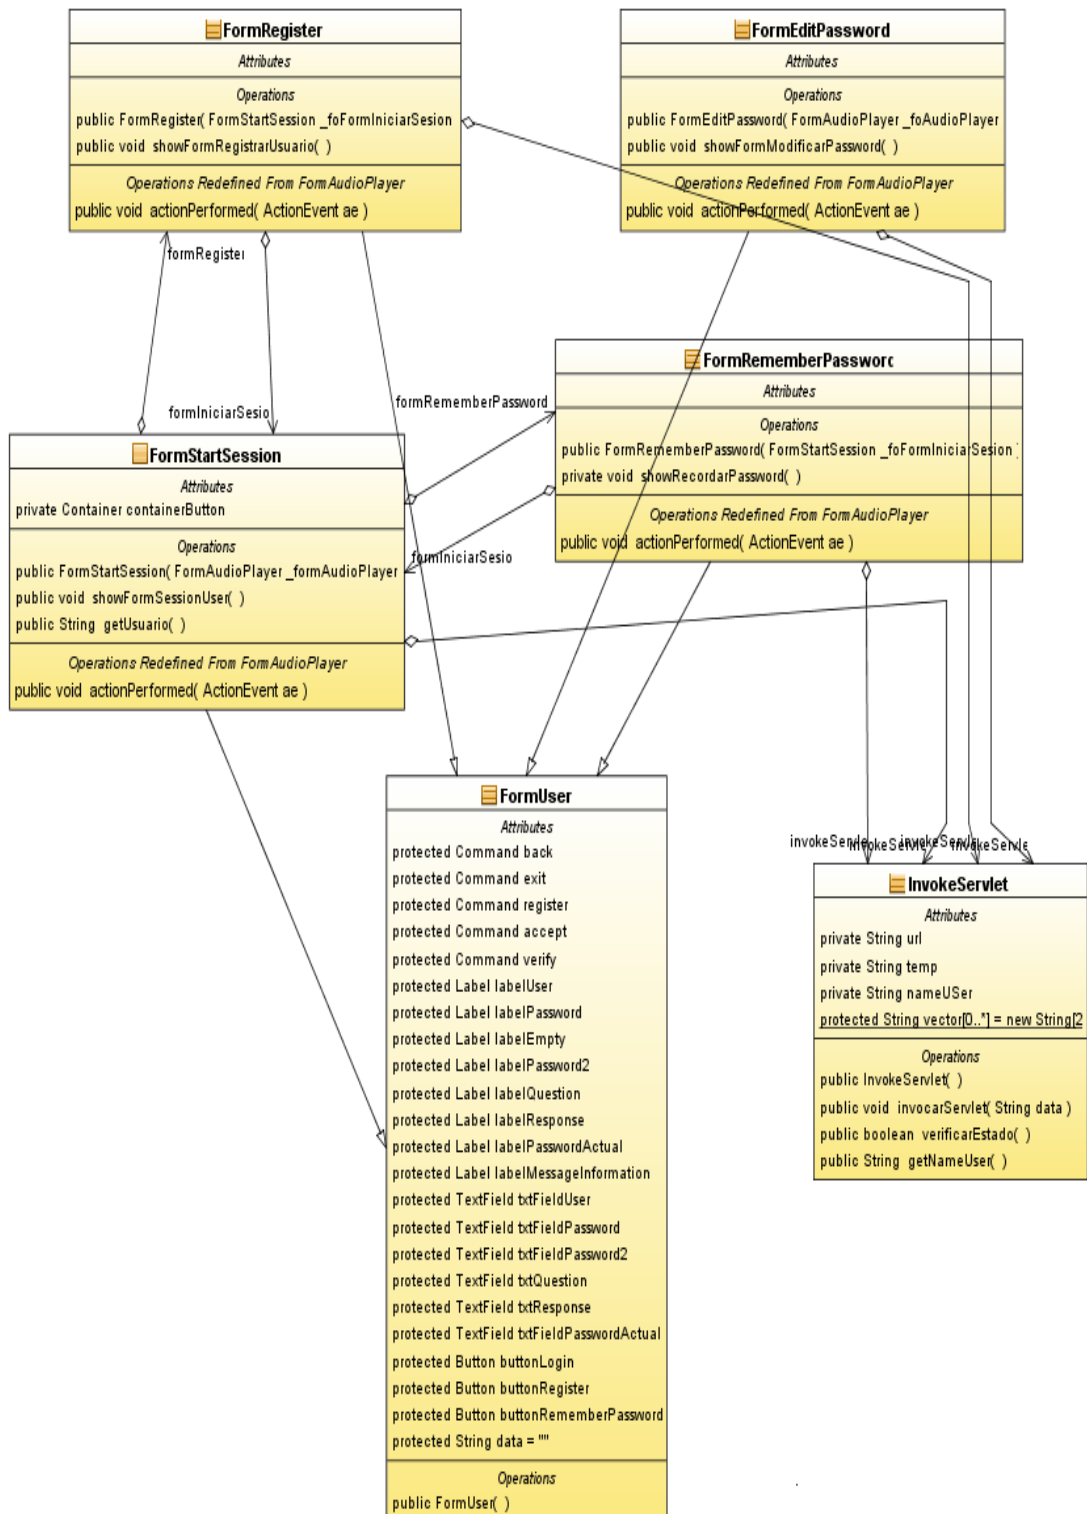 FormRegister
Attributes
Operations
public FormRegister( FormStartSession _foFormIniciarSesion
public void showFormRegistrarUsuario( )
Operations Redefined From FormAudioPlayer
public void actionPerformed( ActionEvent ae )
FormEditPassword
Attributes
Operations
public FormEditPassword( FormAudioPlayer _foAudioPlayer
public void showFormModificarPassword( )
Operations Redefined From FormAudioPlayer
public void actionPerformed( ActionEvent ae )
formRegister
formIniciarSesio
formRememberPassword
formIniciarSesio
FormRememberPassword
Attributes
Operations
public FormRememberPassword( FormStartSession _foFormIniciarSesion )
private void showRecordarPassword( )
Operations Redefined From FormAudioPlayer
public void actionPerformed( ActionEvent ae )
FormStartSession
Attributes
private Container containerButton
Operations
public FormStartSession( FormAudioPlayer _formAudioPlayer
public void showFormSessionUser( )
public String getUsuario( )
Operations Redefined From FormAudioPlayer
public void actionPerformed( ActionEvent ae )
FormUser
Attributes
protected Command back
protected Command exit
protected Command register
protected Command accept
protected Command verify
protected Label labelUser
protected Label labelPassword
protected Label labelEmpty
protected Label labelPassword2
protected Label labelQuestion
protected Label labelResponse
protected Label labelPasswordActual
protected Label labelMessageInformation
protected TextField txtFieldUser
protected TextField txtFieldPassword
protected TextField txtFieldPassword2
protected TextField txtQuestion
protected TextField txtResponse
protected TextField txtFieldPasswordActual
protected Button buttonLogin
protected Button buttonRegister
protected Button buttonRememberPassword
protected String data = ""
Operations
public FormUser( )
invokeServle
invokeServle
invokeServle
invokeServle
InvokeServlet
Attributes
private String url
private String temp
private String nameUSer
protected String vector[0..*] = new String[2
Operations
public InvokeServlet( )
public void invocarServlet( String data )
public boolean verificarEstado( )
public String getNameUser( )